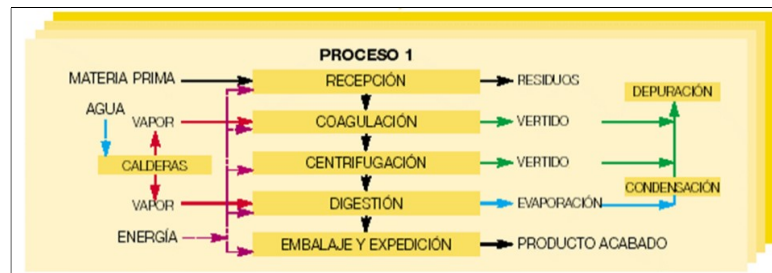 PROCESO 1
MATERIA PRIMA RECEPCIÓN RESIDUOS
DEPURACIÓN
AGUA
VAPOR COAGULACIÓN VERTIDO
CALDERAS CENTRIFUGACIÓN VERTIDO
CONDENSACIÓN
VAPOR DIGESTIÓN EVAPORACIÓN
ENERGÍA EMBALAJE Y EXPEDICIÓN PRODUCTO ACABADO